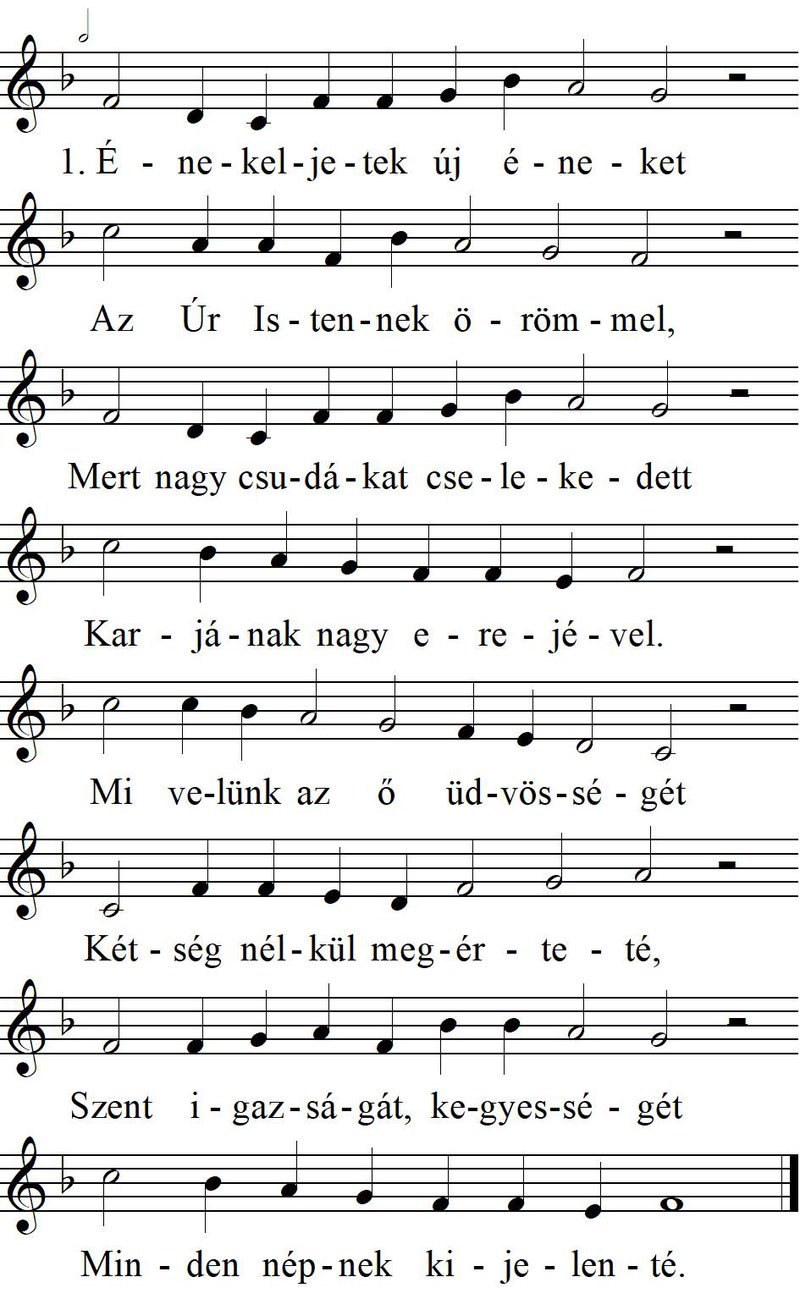 1. É - ne - kel - je - tek új é - ne - ket
Az Úr Is - ten - nek ö - röm - mel,
Mert nagy csu - dá - kat cse - le - ke - dett
Kar - já - nak nagy e - re - jé - vel.
Mi ve - lünk az ő üd - vös - sé - gét
Két - ség nél - kül meg - ér - te - té,
Szent i - gaz - sá - gát, ke - gyes - sé - gét
Min - den nép - nek ki - je - len - té.